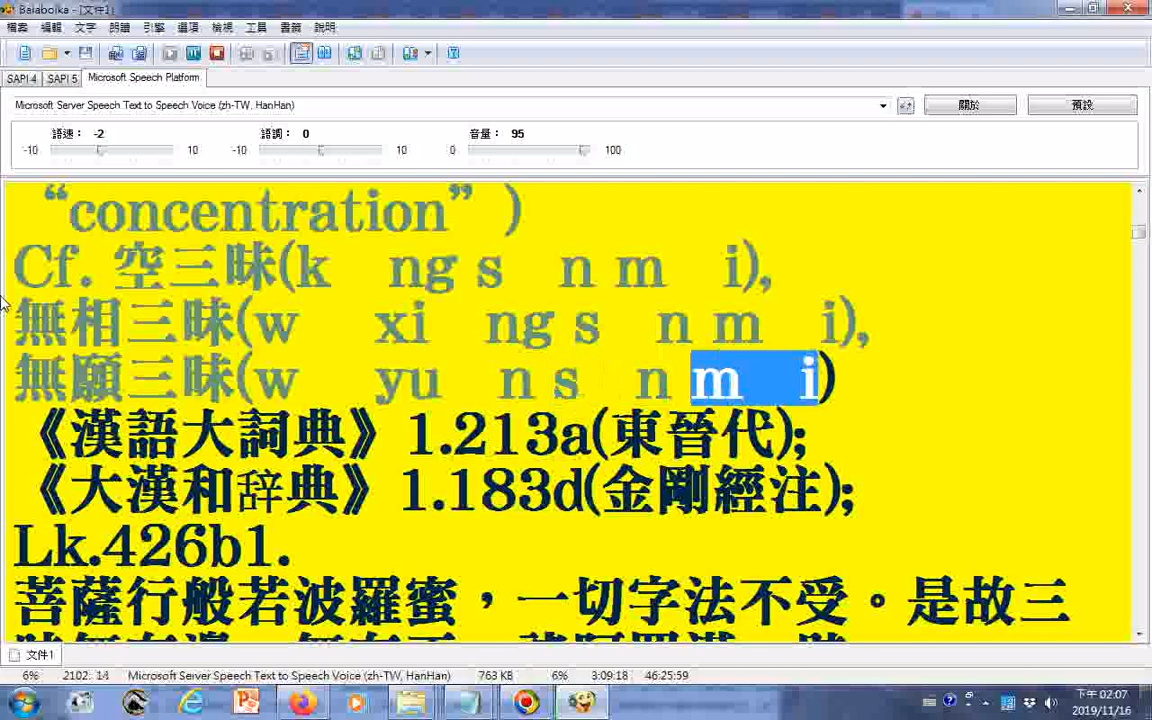 Balabolka - [文件1]
檔案 編輯 文字 朗讀 引擎 選項 檢視 工具 書籤 說明
SAPI 4 SAPI 5 Microsoft Speech Platform
Microsoft Server Speech Text to Speech Voice (zh-TW, HanHan) 關於 預設
語速： -2 語調： 0 音量： 95
-10 10 -10 10 0 100
“concentration” )
Cf. 空三昧(k ng s n m i),
無相三昧(w xi ng s n m i),
無願三昧(w yu n s n m i)
《漢語大詞典》 1.213a(東晉代);
《大漢和辞典》 1.183d(金剛經注);
Lk.426b1.
菩薩行般若波羅蜜，一切字法不受。是故三
文件1
6% 2102: 14 Microsoft Server Speech Text to Speech Voice (zh-TW, HanHan) 763 KB 6% 3:09:18 46:25:59
下午 02:07
2019/11/16